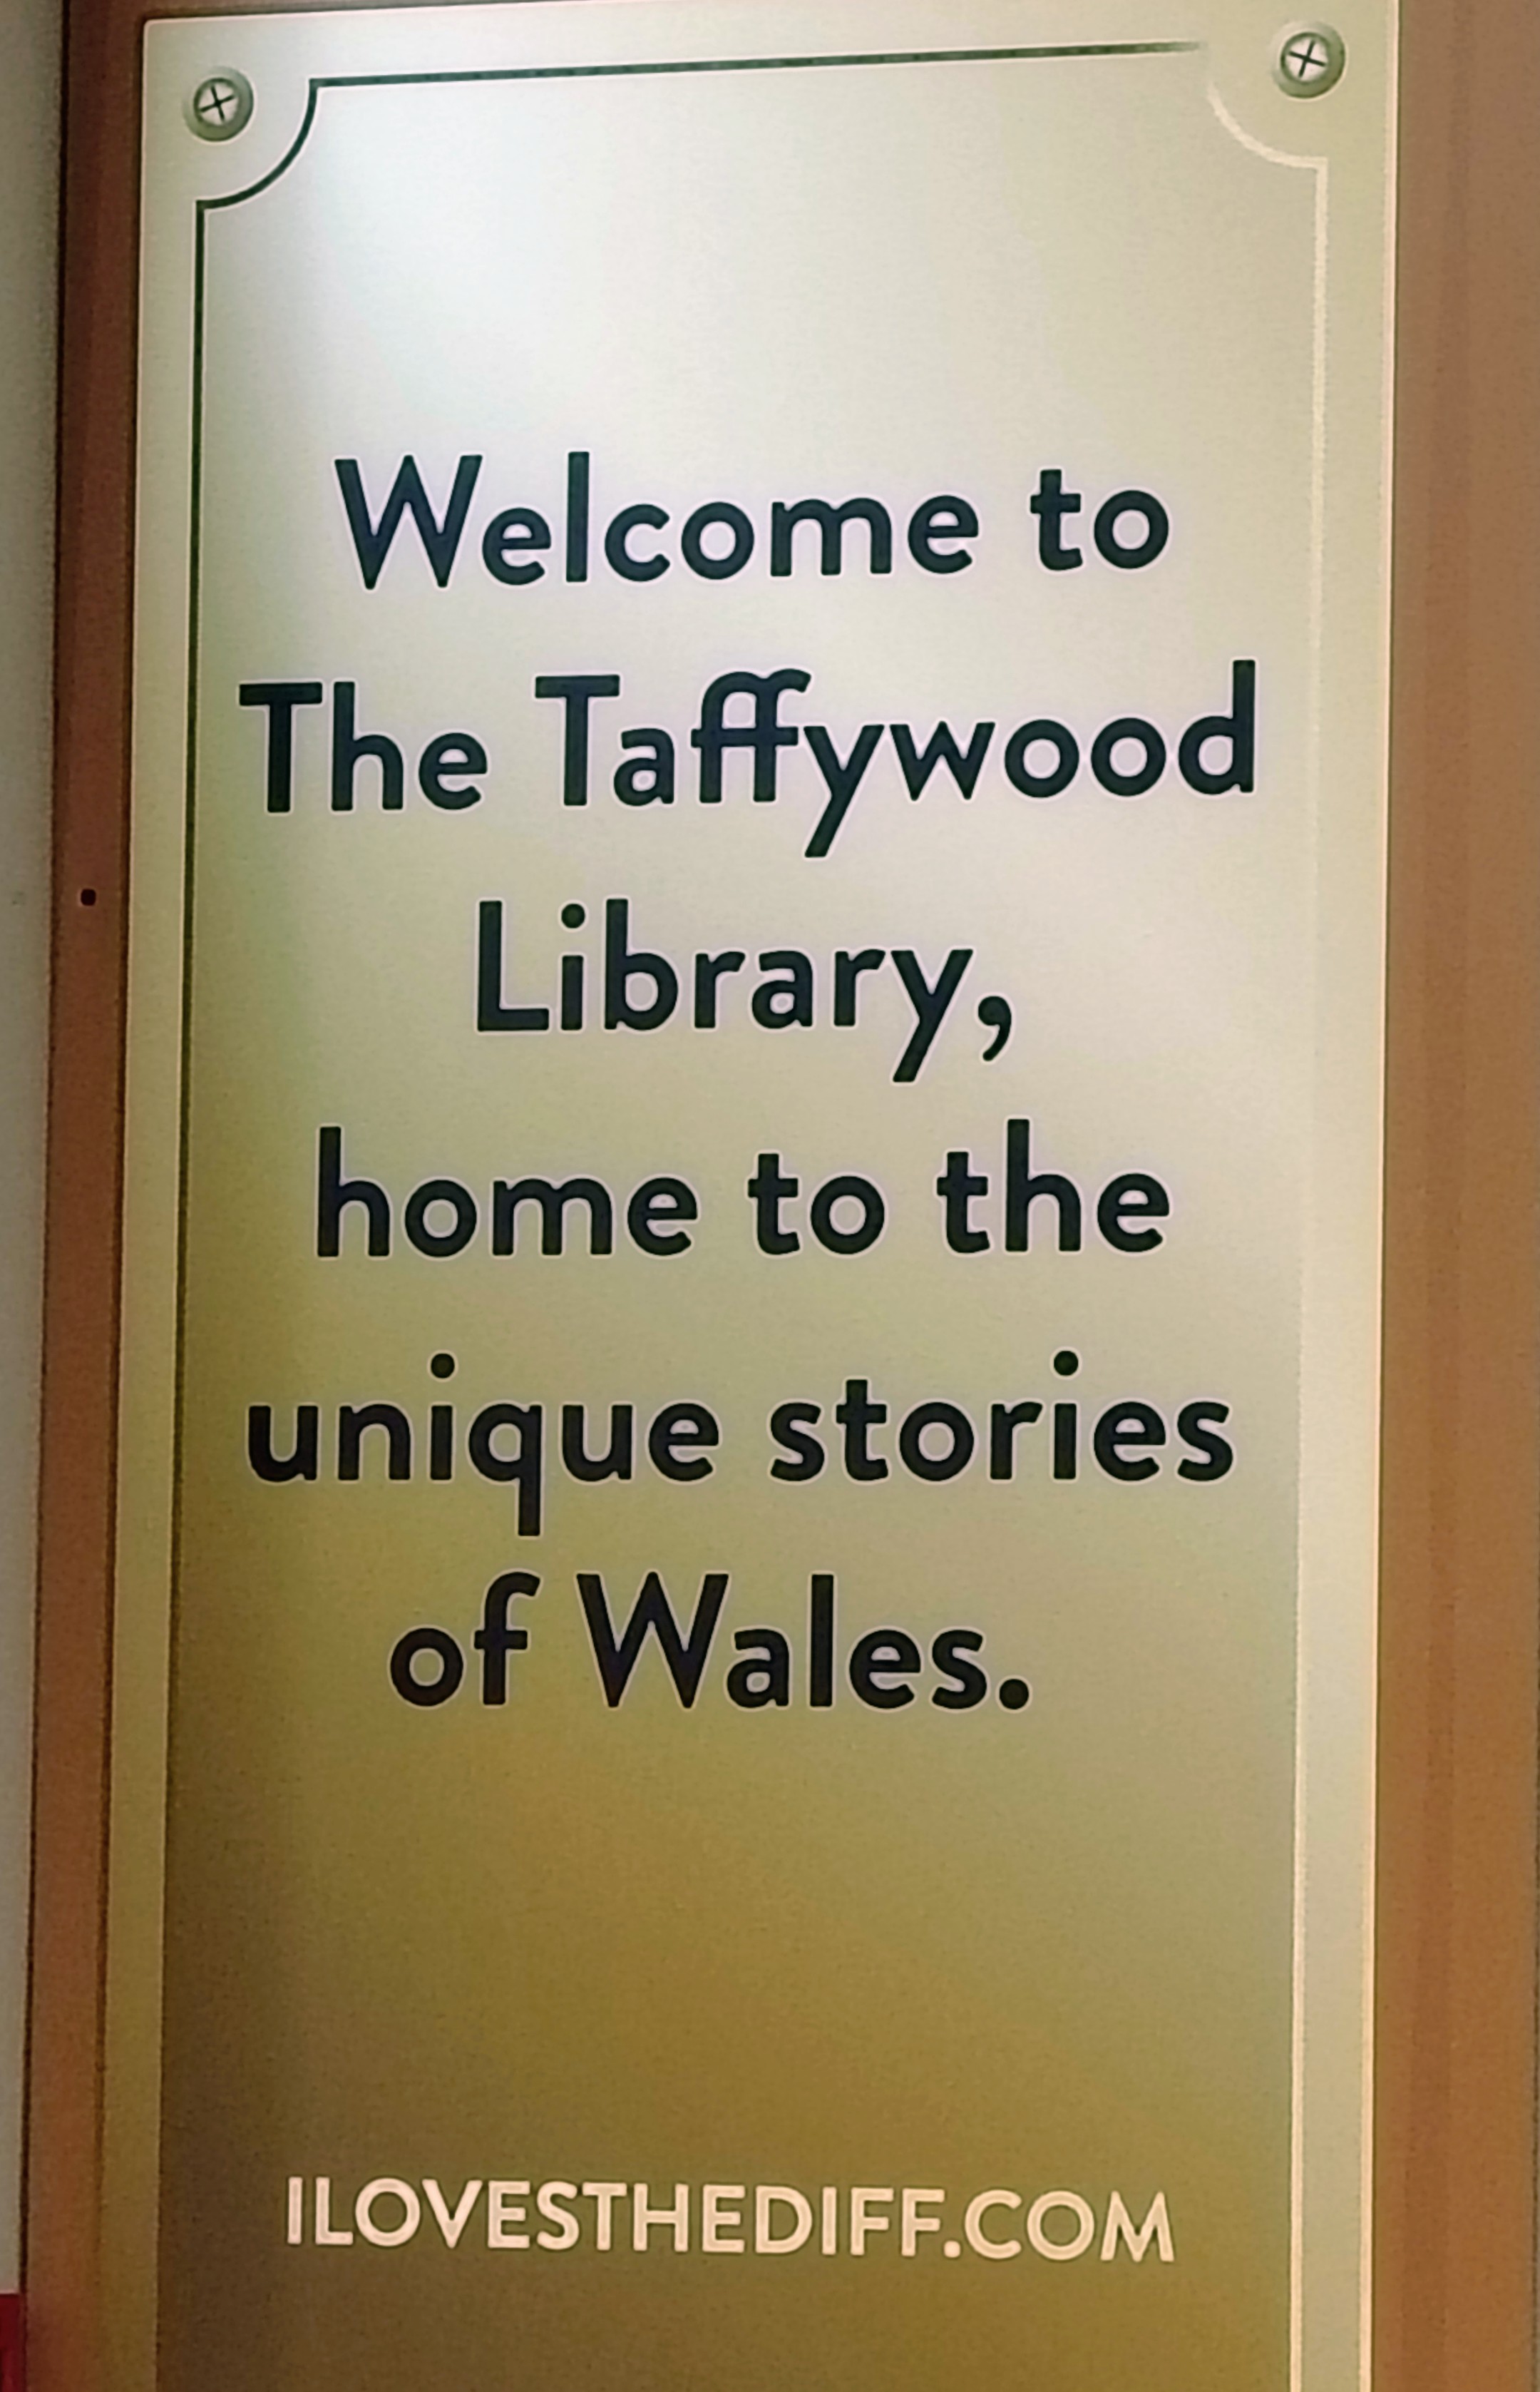 Welcome to
The Taffywood
Library,
home to the
unique stories
of Wales.
ILOVESTHEDIFF.COM